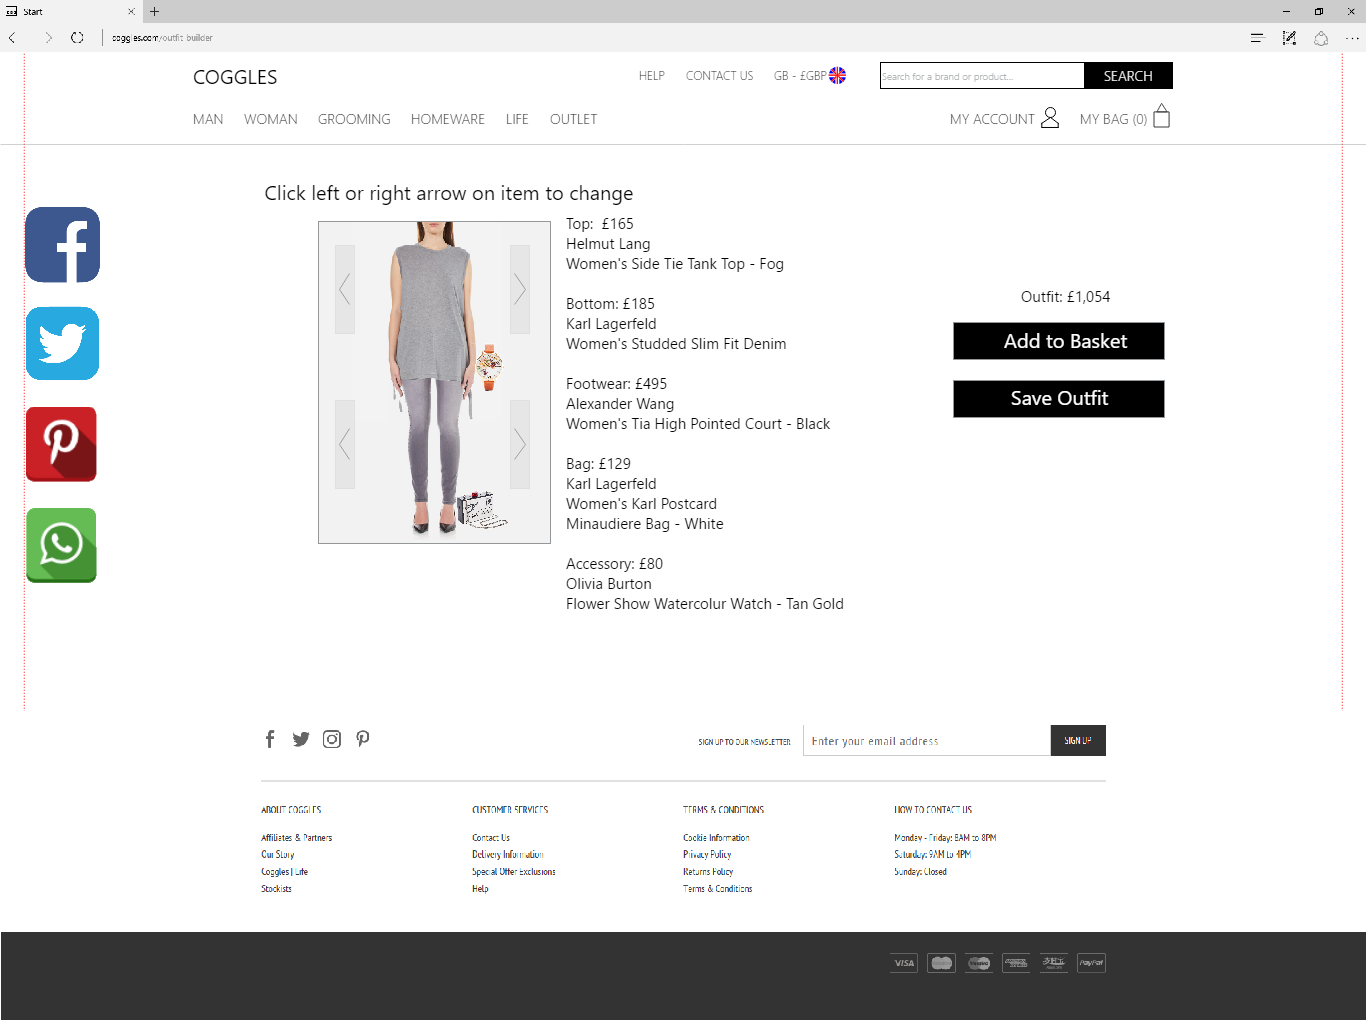 Start
coggles.com/outfit-builder
COGGLES
HELP
CONTACT US
GB - £GBP
Search for a brand or product...
SEARCH
MAN
WOMAN
GROOMING
HOMEWARE
LIFE
OUTLET
MY ACCOUNT
MY BAG (0)
Click left or right arrow on item to change
Top:  £165
Helmut Lang
Women's Side Tie Tank Top - Fog
Bottom: £185
Karl Lagerfeld
Women's Studded Slim Fit Denim
Footwear: £495
Alexander Wang
Women's Tia High Pointed Court - Black
Bag: £129
Karl Lagerfeld
Women's Karl Postcard
Minaudiere Bag - White
Accessory: £80
Olivia Burton
Flower Show Watercolur Watch - Tan Gold
Outfit: £1,054
Add to Basket
Save Outfit
SIGN UP TO OUR NEWSLETTER
Enter your email address
SIGN UP
ABOUT COGGLES
Affiliates & Partners
Our Story
Coggles | Life
Stockists
CUSTOMER SERVICES
Contact Us
Delivery Information
Special Offer Exclusions
Help
TERMS & CONDITIONS
Cookie Information
Privacy Policy
Returns Policy
Terms & Conditions
HOW TO CONTACT US
Monday - Friday: 8AM to 8PM
Saturday: 9AM to 4PM
Sunday: Closed
VISA
PayPal